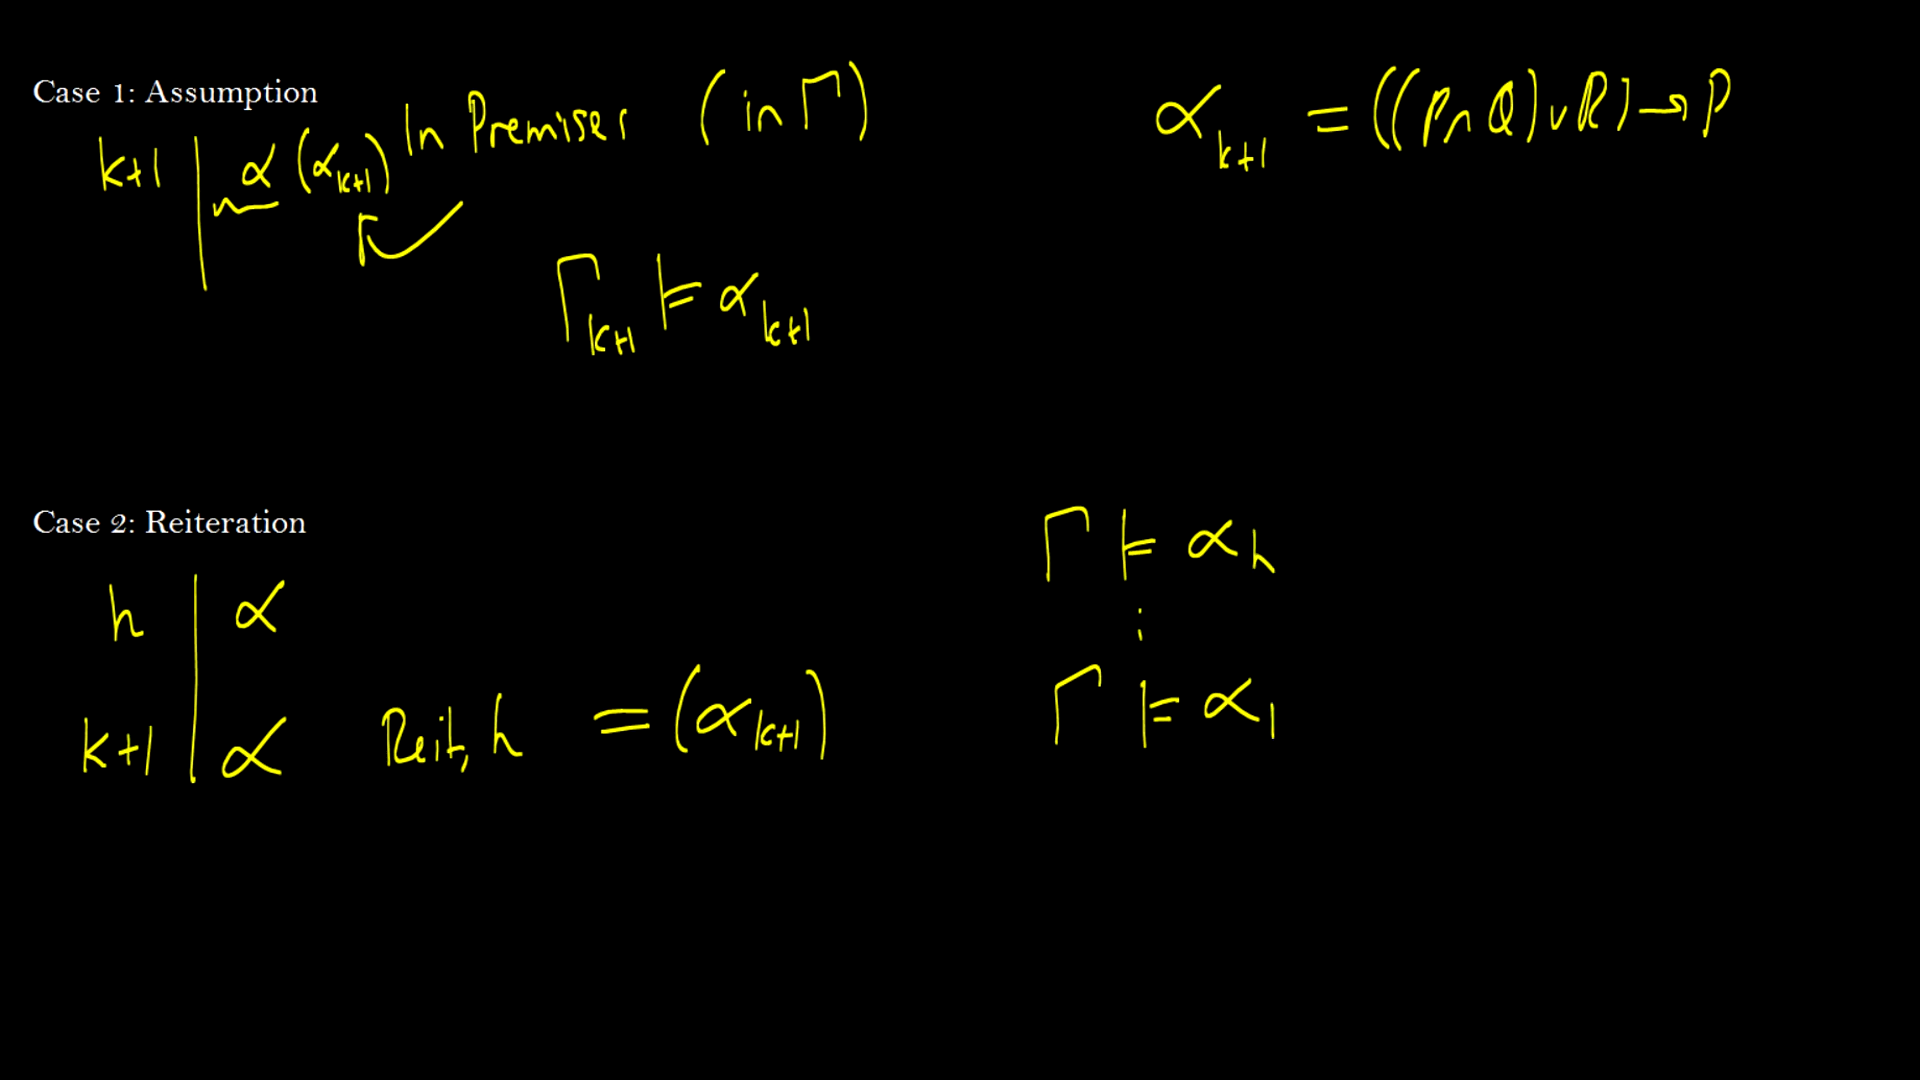 Case 1: Assumption
k+1 | α (α_{k+1}) In Premises (in Γ)
α_{k+1} = ((P∧Q)∨R)→P
Γ_{k+1} ⊨ α_{k+1}
Case 2: Reiteration
Γ ⊨ α_h
h | α
⋮
k+1 | α Reit, h = (α_{k+1})
Γ ⊨ α_1